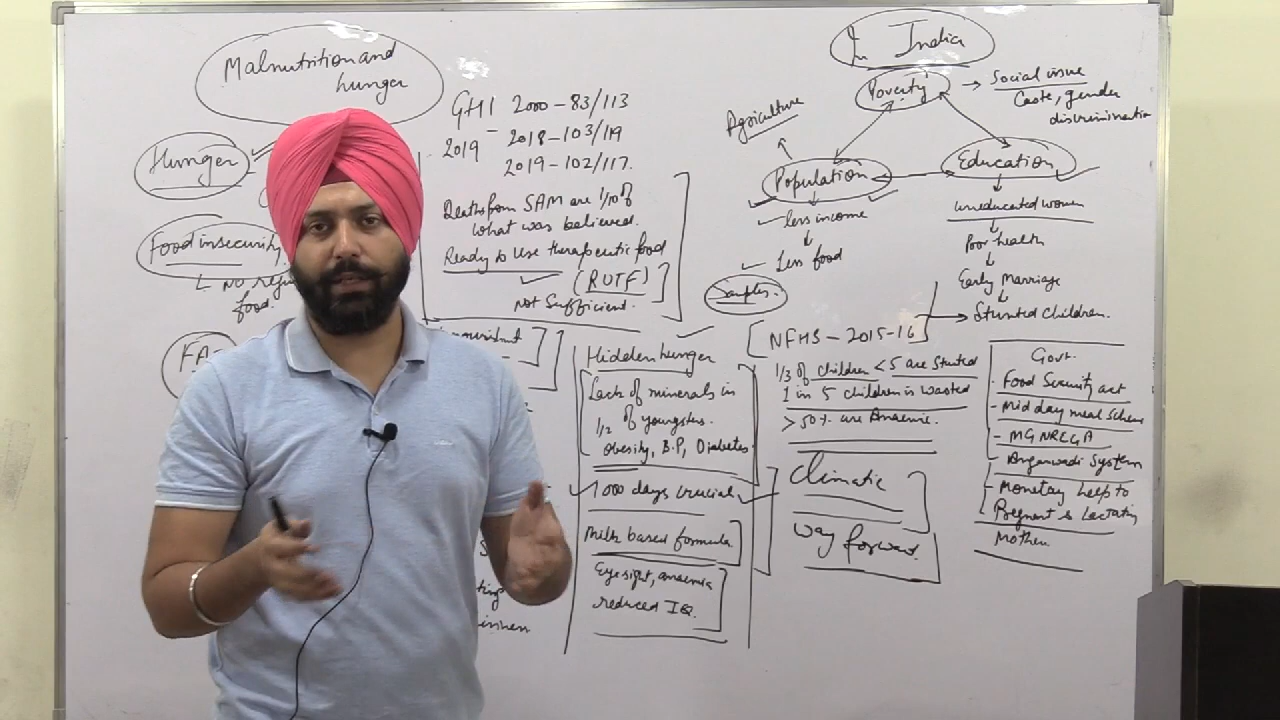 Malnutrition and
hunger
Hunger
Food insecurity
No
food.
FA
GHI 2000 - 83/113
2019 - 2018 - 103/119
2019 - 102/117.
Deaths from SAM are 1/10 of
what was believed.
Ready to Use therapeutic food
(RUTF)
not sufficient.
Hidden hunger
Lack of minerals in
1/2 of youngsters.
obesity, B.P, Diabetes.
1000 days crucial
Milk based formula
Eyesight, anaemia
reduced IQ.
In India
Poverty → Social issue
Caste, gender
discrimination
Agriculture
Population
less income
Less food
Education
uneducated women
Poor health
Early Marriage
Stunted children.
Samples.
NFHS - 2015-16
1/3 of children < 5 are stunted
1 in 5 children is wasted
> 50% are Anaemic.
Climatic
way forward
Govt.
Food Security act
- Mid day meal Scheme
- MGNREGA
- Anganwadi System
- Monetary help to
Pregnent & Lactating
Mother.